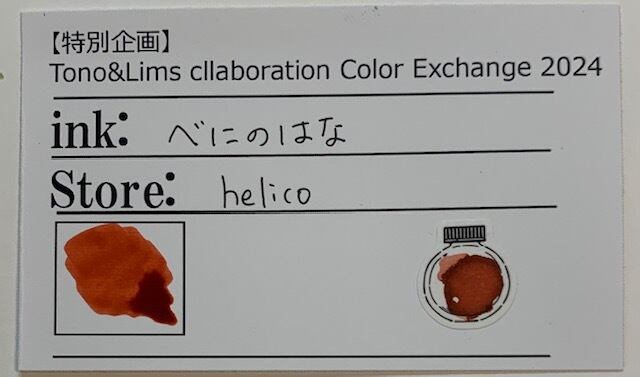 【特別企画】
Tono&Lims cllaboration Color Exchange 2024
ink: べにのはな
Store: helico